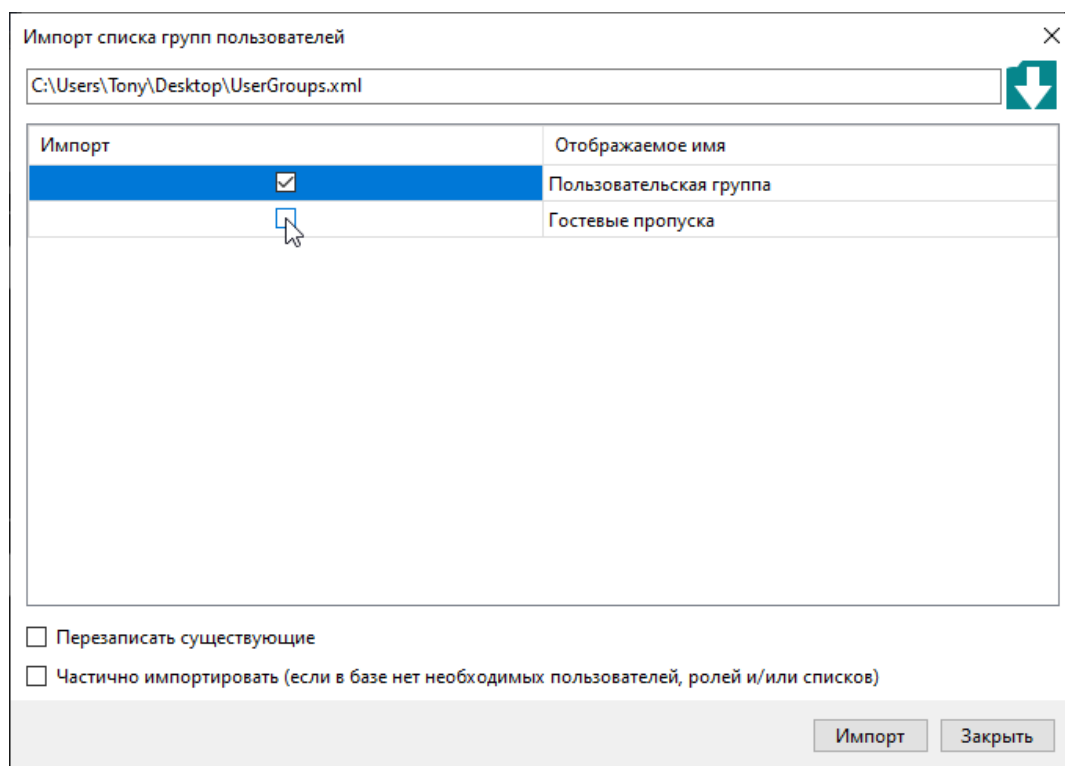 Импорт списка групп пользователей
C:\Users\Tony\Desktop\UserGroups.xml
Импорт Отображаемое имя
Пользовательская группа
Гостевые пропуска
Перезаписать существующие
Частично импортировать (если в базе нет необходимых пользователей, ролей и/или списков)
Импорт Закрыть